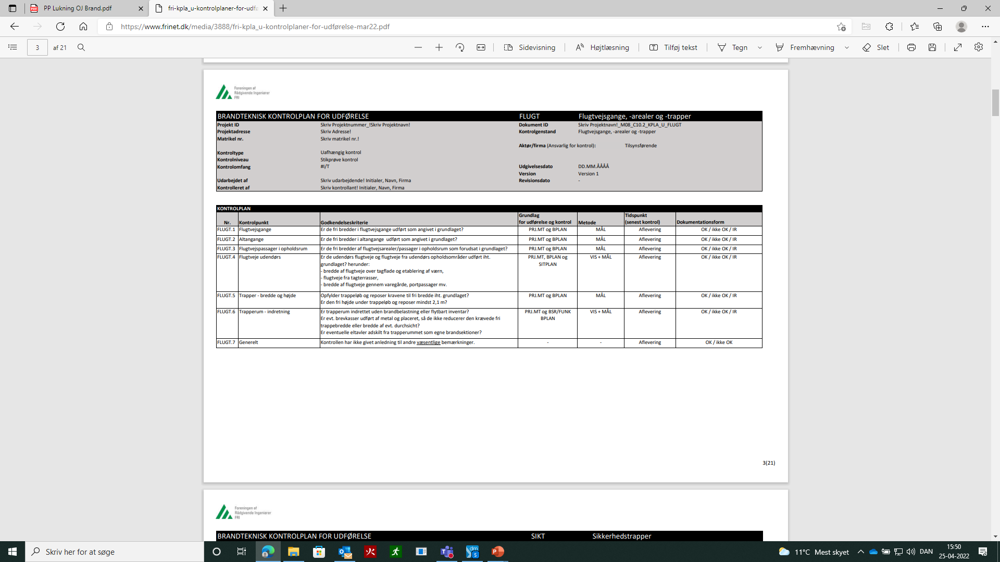 PP Lukning OJ Brand.pdf
fri-kpla_u-kontrolplaner-for-udfø
https://www.frinet.dk/media/3888/fri-kpla_u-kontrolplaner-for-udførelse-mar22.pdf
3 af 21
Sidevisning
Højtlæsning
Tilføj tekst
Tegn
Fremhævning
Slet
Foreningen af
Rådgivende Ingeniører
FRI
BRANDTEKNISK KONTROLPLAN FOR UDFØRELSE FLUGT Flugtvejsgange, -arealer og -trapper
Projekt ID Skriv Projektnummer_!Skriv Projektnavn! Dokument ID Skriv Projektnavn!_M08_C10.2_KPLA_U_FLUGT
Projektadresse Skriv Adresse! Kontrolgenstand Flugtvejsgange, -arealer og -trapper
Matrikel nr. Skriv matrikel nr.!
Aktør/firma (Ansvarlig for kontrol): Tilsynsførende
Kontroltype Uafhængig kontrol
Kontrolniveau Stikprøve kontrol
Kontrolomfang #I/T Udgivelsesdato DD.MM.ÅÅÅÅ
Version Version 1
Udarbejdet af Skriv udarbejdende! Initialer, Navn, Firma Revisionsdato -
Kontrolleret af Skriv kontrollant! Initialer, Navn, Firma
KONTROLPLAN
Nr. Kontrolpunkt Godkendelseskriterie Grundlag for udførelse og kontrol Metode Tidspunkt (senest kontrol) Dokumentationsform
FLUGT.1 Flugtvejsgange Er de fri bredder i flugtvejsgange udført som angivet i grundlaget? PRJ.MT og BPLAN MÅL Aflevering OK / ikke OK / IR
FLUGT.2 Altangange Er de fri bredder i altangange udført som angivet i grundlaget? PRJ.MT og BPLAN MÅL Aflevering OK / ikke OK / IR
FLUGT.3 Flugtvejspassager i opholdsrum Er de fri bredder af flugtvejsarealer/passager i opholdsrum som forudsat i grundlaget? PRJ.MT og BPLAN MÅL Aflevering OK / ikke OK / IR
FLUGT.4 Flugtveje udendørs Er de udendørs flugtveje og flugtveje fra udendørs opholdsområder udført iht. PRJ.MT, BPLAN og VIS + MÅL Aflevering OK / ikke OK / IR
grundlaget? herunder: SITPLAN
- bredde af flugtveje over tagflade og etablering af værn,
- flugtveje fra tagterrasser,
- bredde af flugtveje gennem varegårde, portpassager mv.
FLUGT.5 Trapper - bredde og højde Opfylder trappeløb og reposer kravene til fri bredde iht. grundlaget? PRJ.MT og BPLAN MÅL Aflevering OK / ikke OK / IR
Er den fri højde under trappeløb og reposer mindst 2,1 m?
FLUGT.6 Trapperum - indretning Er trapperum indrettet uden brandbelastning eller flytbart inventar? PRJ.MT og BSR/FUNK VIS + MÅL Aflevering OK / ikke OK / IR
Er evt. brevkasser udført af metal og placeret, så de ikke reducerer den krævede fri BPLAN
trappebredde eller bredde af evt. durchsicht?
Er eventuelle eltavler adskilt fra trapperummet som egne brandsektioner?
FLUGT.7 Generelt Kontrollen har ikke givet anledning til andre væsentlige bemærkninger. - - Aflevering OK / ikke OK
3(21)
Foreningen af
Rådgivende Ingeniører
FRI
BRANDTEKNISK KONTROLPLAN FOR UDFØRELSE SIKT Sikkerhedstrapper
Skriv her for at søge
dm
5
11°C Mest skyet
DAN
15:50
25-04-2022